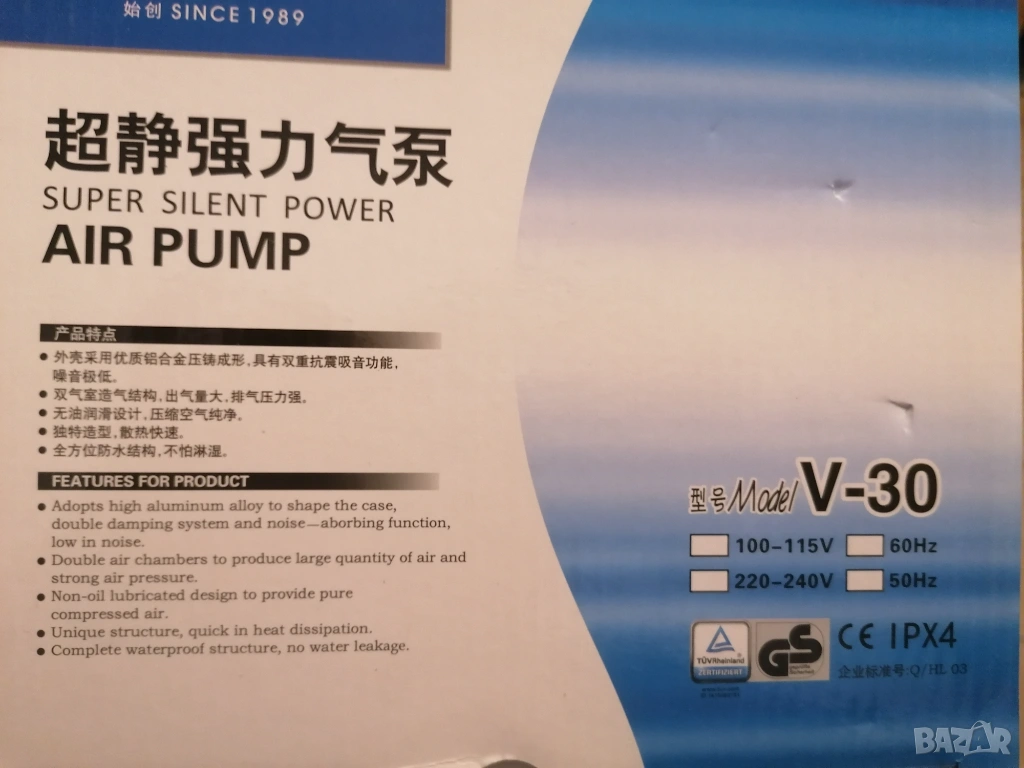 始创 SINCE 1989
超静强力气泵
SUPER SILENT POWER
AIR PUMP
产品特点
● 外壳采用优质铝合金压铸成形，具有双重抗震吸音功能，
噪音极低。
● 双气室造气结构，出气量大，排气压力强。
● 无油润滑设计，压缩空气纯净。
● 独特造型，散热快速。
● 全方位防水结构，不怕淋湿。
FEATURES FOR PRODUCT
● Adopts high aluminum alloy to shape the case,
double damping system and noise—aborbing function,
low in noise.
● Double air chambers to produce large quantity of air and
strong air pressure.
● Non-oil lubricated design to provide pure
compressed air.
● Unique structure, quick in heat dissipation.
● Complete waterproof structure, no water leakage.
型号 Model V-30
100-115V 60Hz
220-240V 50Hz
TÜVRheinland
CERTIFIZIERT
GS
geprüfte
Sicherheit
CE IPX4
企业标准号:Q/HL 03
BAZAR